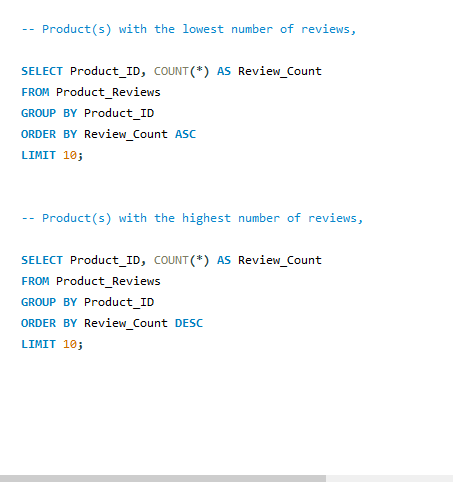 -- Product(s) with the lowest number of reviews,
SELECT Product_ID, COUNT(*) AS Review_Count
FROM Product_Reviews
GROUP BY Product_ID
ORDER BY Review_Count ASC
LIMIT 10;
-- Product(s) with the highest number of reviews,
SELECT Product_ID, COUNT(*) AS Review_Count
FROM Product_Reviews
GROUP BY Product_ID
ORDER BY Review_Count DESC
LIMIT 10;